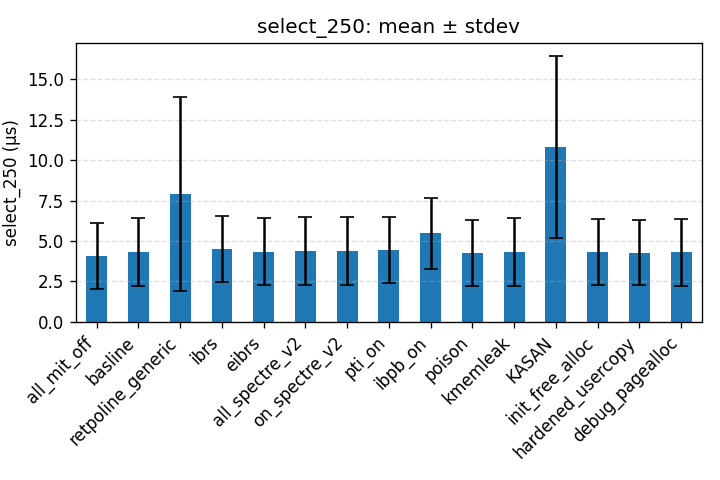 select_250: mean ± stdev
select_250 (µs)
15.0
12.5
10.0
7.5
5.0
2.5
0.0
all_mit_off
basline
retpoline_generic
ibrs
eibrs
all_spectre_v2
on_spectre_v2
pti_on
ibpb_on
poison
kmemleak
KASAN
init_free_alloc
hardened_usercopy
debug_pagealloc